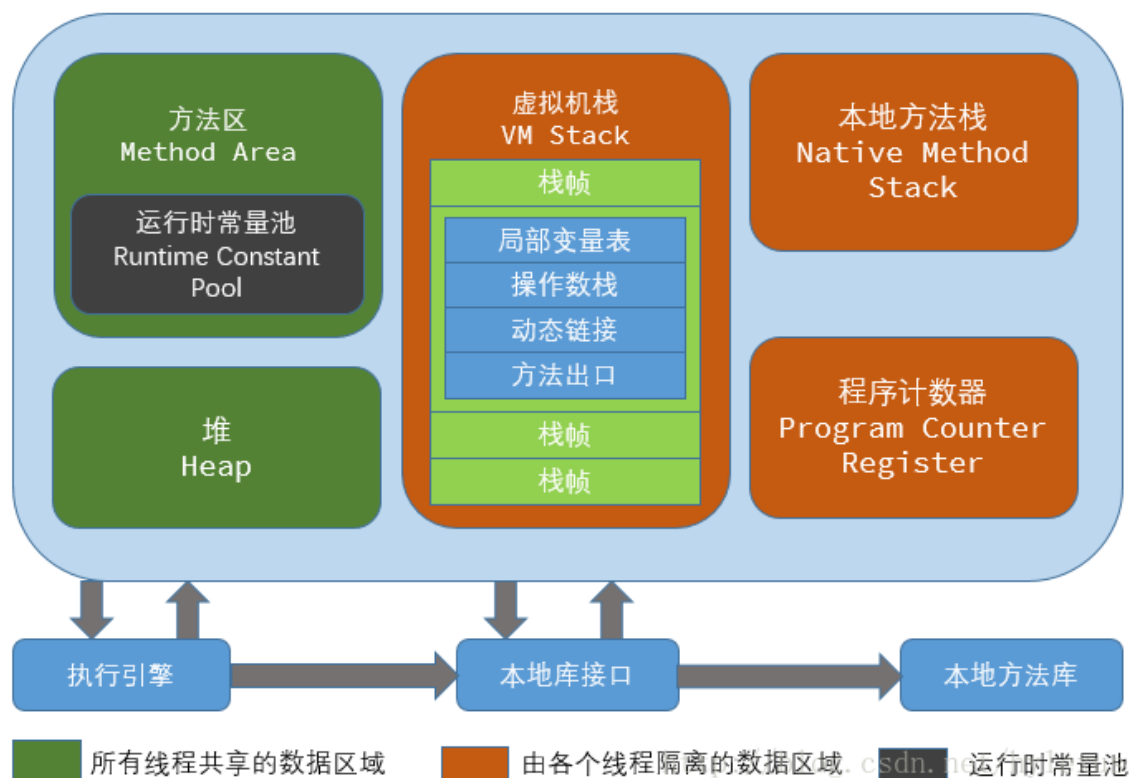 方法区
Method Area
运行时常量池
Runtime Constant
Pool
堆
Heap
虚拟机栈
VM Stack
栈帧
局部变量表
操作数栈
动态链接
方法出口
栈帧
栈帧
本地方法栈
Native Method
Stack
程序计数器
Program Counter
Register
执行引擎
本地库接口
本地方法库
所有线程共享的数据区域
由各个线程隔离的数据区域
运行时常量池